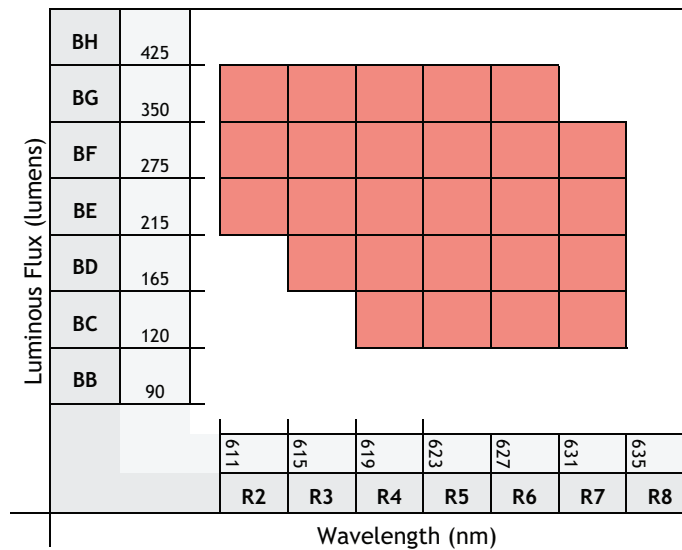 Luminous Flux (lumens)
BH 425
BG 350
BF 275
BE 215
BD 165
BC 120
BB 90
611 615 619 623 627 631 635
R2 R3 R4 R5 R6 R7 R8
Wavelength (nm)